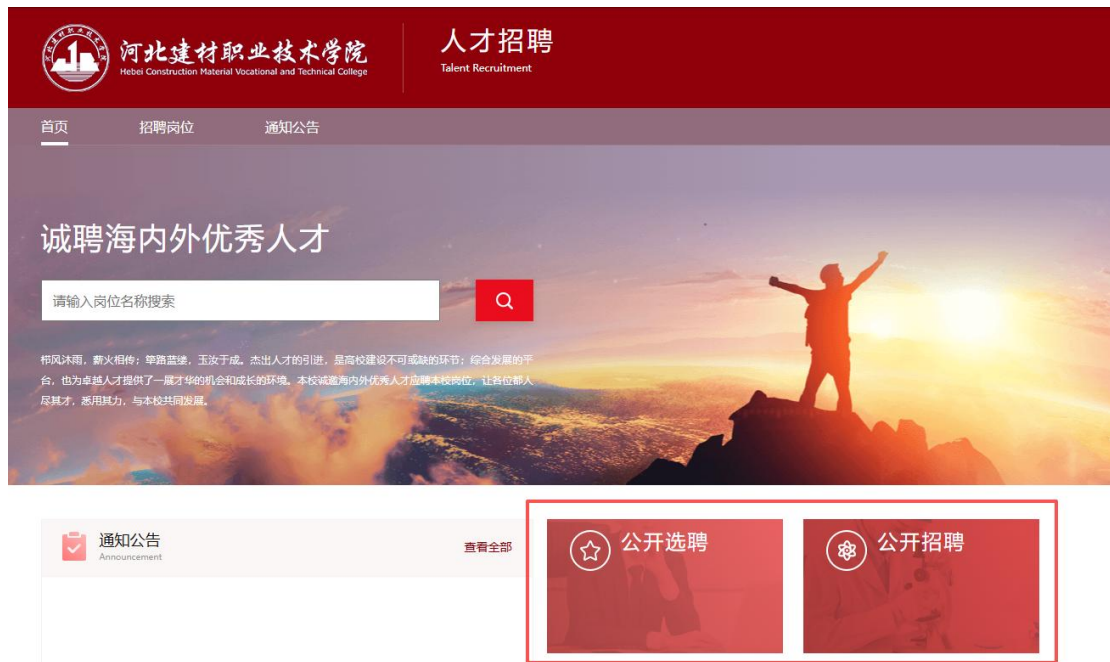 河北建材职业技术学院
Hebei Construction Material Vocational and Technical College
人才招聘
Talent Recruitment
首页 招聘岗位 通知公告
诚聘海内外优秀人才
请输入岗位名称搜索
栉风沐雨，薪火相传；筚路蓝缕，玉汝于成。杰出人才的引进，是高校建设不可或缺的环节；综合发展的平
台，也为卓越人才提供了一展才华的机会和成长的环境。本校诚邀海内外优秀人才应聘本校岗位，让各位都人
尽其才，悉用其力，与本校共同发展。
通知公告
Announcement
查看全部
公开选聘
公开招聘